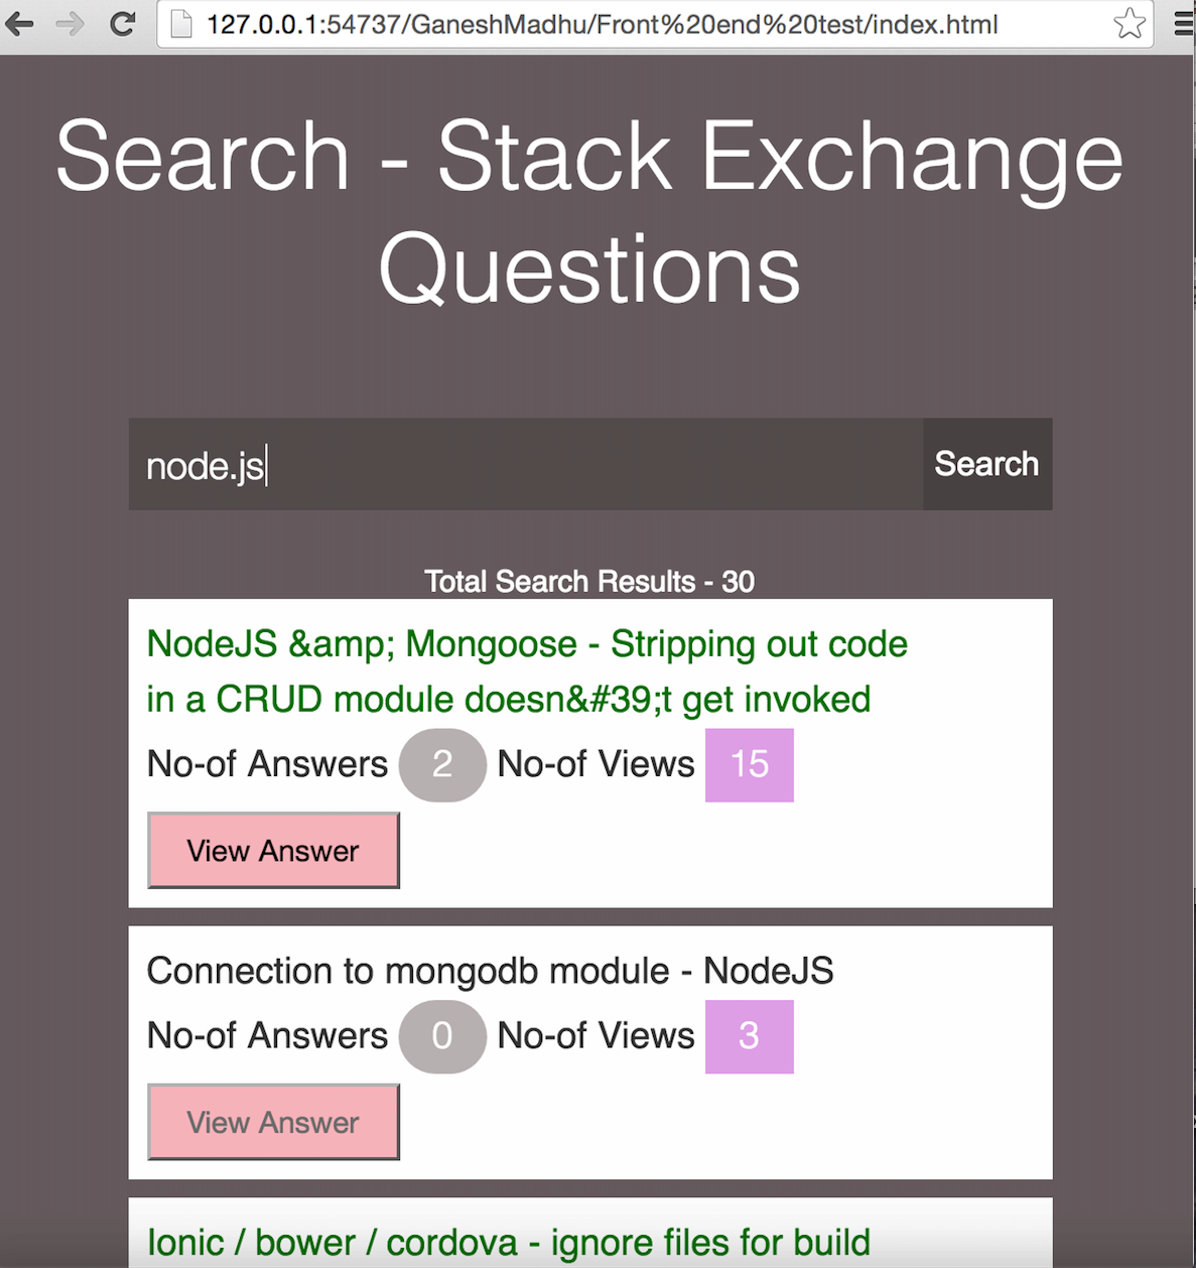 127.0.0.1:54737/GaneshMadhu/Front%20end%20test/index.html
Search - Stack Exchange
Questions
node.js
Search
Total Search Results - 30
NodeJS &amp; Mongoose - Stripping out code
in a CRUD module doesn&#39;t get invoked
No-of Answers 2 No-of Views 15
View Answer
Connection to mongodb module - NodeJS
No-of Answers 0 No-of Views 3
View Answer
Ionic / bower / cordova - ignore files for build